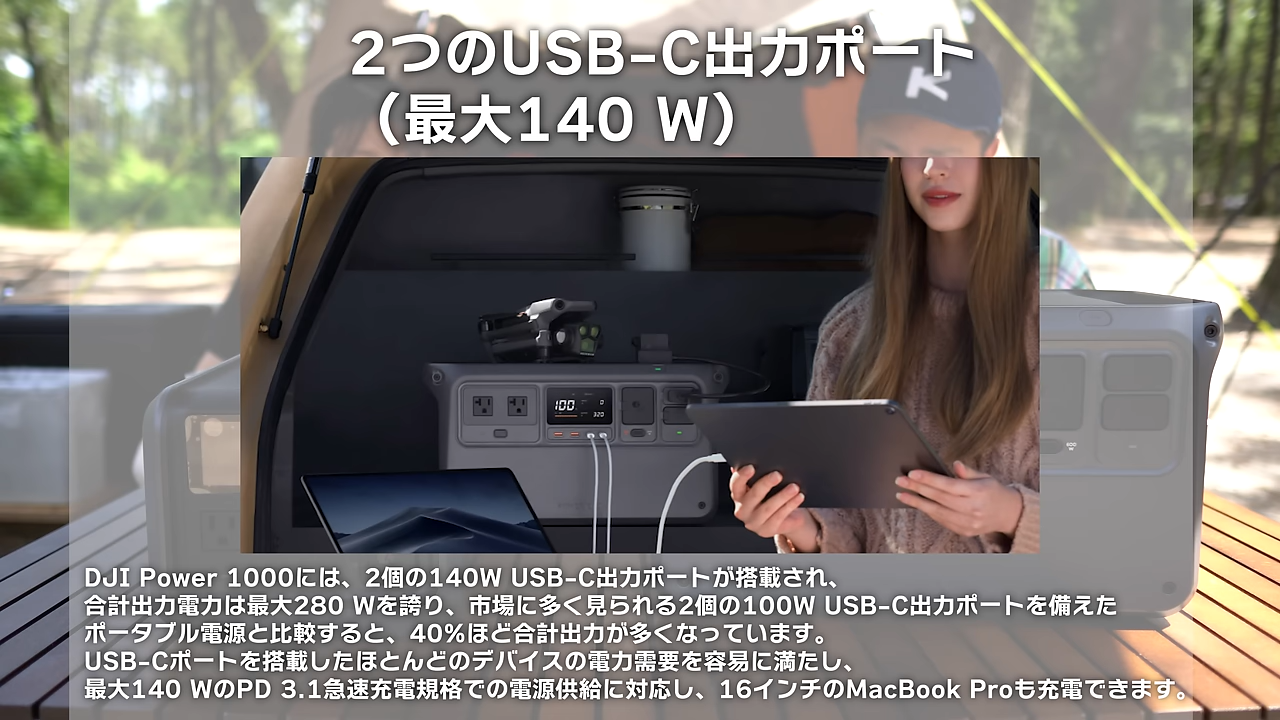 2つのUSB-C出力ポート
（最大140 W）
100
0
320
DJI Power 1000には、2個の140W USB-C出力ポートが搭載され、
合計出力電力は最大280 Wを誇り、市場に多く見られる2個の100W USB-C出力ポートを備えた
ポータブル電源と比較すると、40%ほど合計出力が多くなっています。
USB-Cポートを搭載したほとんどのデバイスの電力需要を容易に満たし、
最大140 WのPD 3.1急速充電規格での電源供給に対応し、16インチのMacBook Proも充電できます。